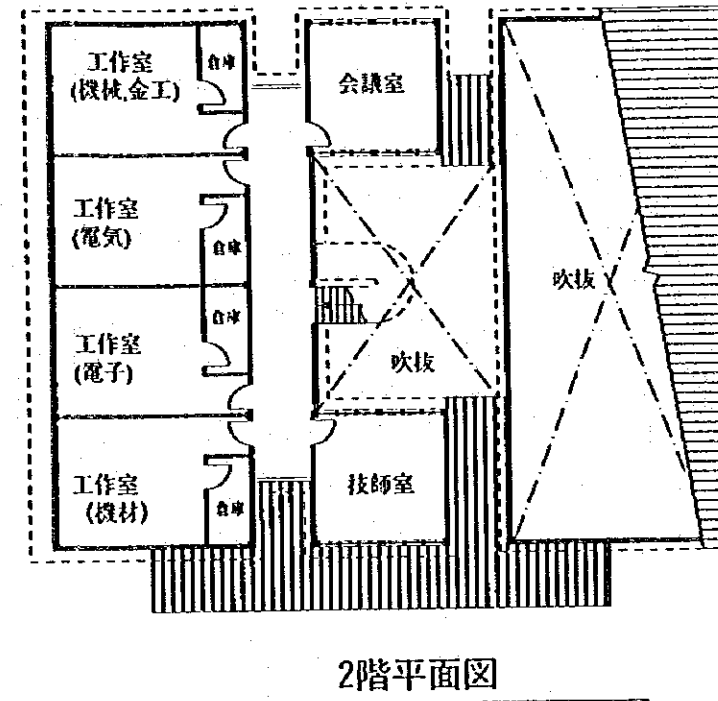 工作室
(機械,金工)
倉庫
会議室
工作室
(電気)
倉庫
吹抜
倉庫
工作室
(電子)
吹抜
工作室
(機材)
倉庫
技師室
2階平面図